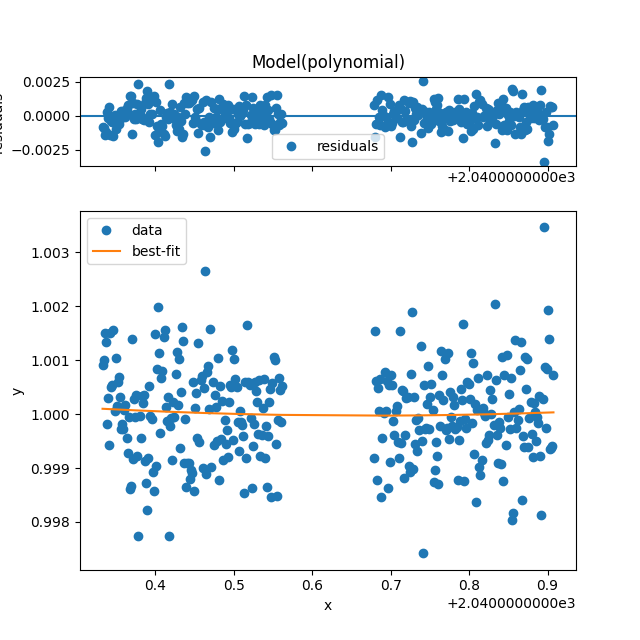 Model(polynomial)
0.0025
0.0000
−0.0025
residuals
+2.0400000000e3
data
best-fit
1.003
1.002
1.001
1.000
0.999
0.998
y
0.4 0.5 0.6 0.7 0.8 0.9
x
+2.0400000000e3